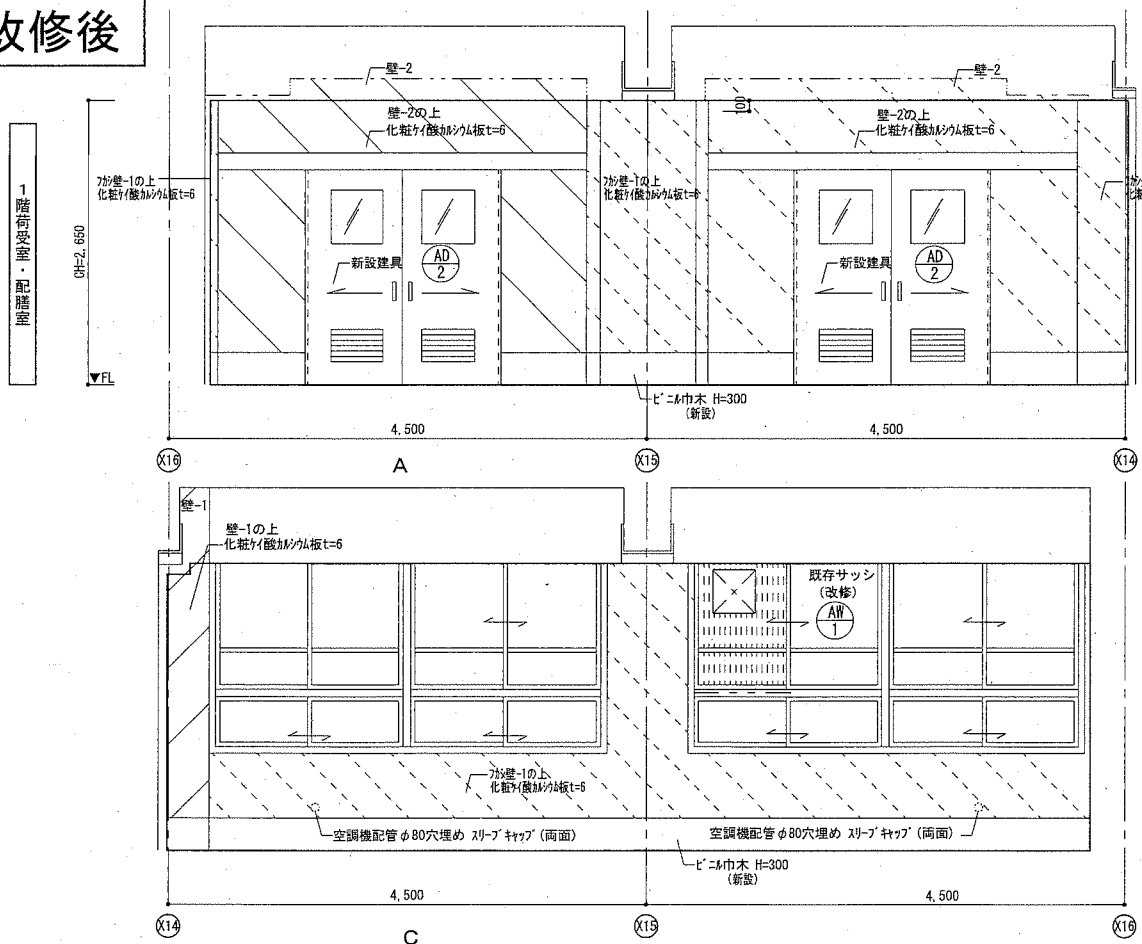 改修後
1階荷受室・配膳室
壁-2
壁-2
100
壁-2の上
化粧ケイ酸カルシウム板t=6
壁-2の上
化粧ケイ酸カルシウム板t=6
フカシ壁-1の上
化粧ケイ酸カルシウム板t=6
フカシ壁-1の上
化粧ケイ酸カルシウム板t=6
CH=2,650
新設建具
AD
2
新設建具
AD
2
▼FL
ビニル巾木 H=300
(新設)
4,500
4,500
X16
A
X15
X14
壁-1
壁-1の上
化粧ケイ酸カルシウム板t=6
既存サッシ
(改修)
AW
1
フカシ壁-1の上
化粧ケイ酸カルシウム板t=6
空調機配管φ80穴埋め スリーブキャップ(両面)
空調機配管φ80穴埋め スリーブキャップ(両面)
ビニル巾木 H=300
(新設)
4,500
4,500
X14
C
X15
X16